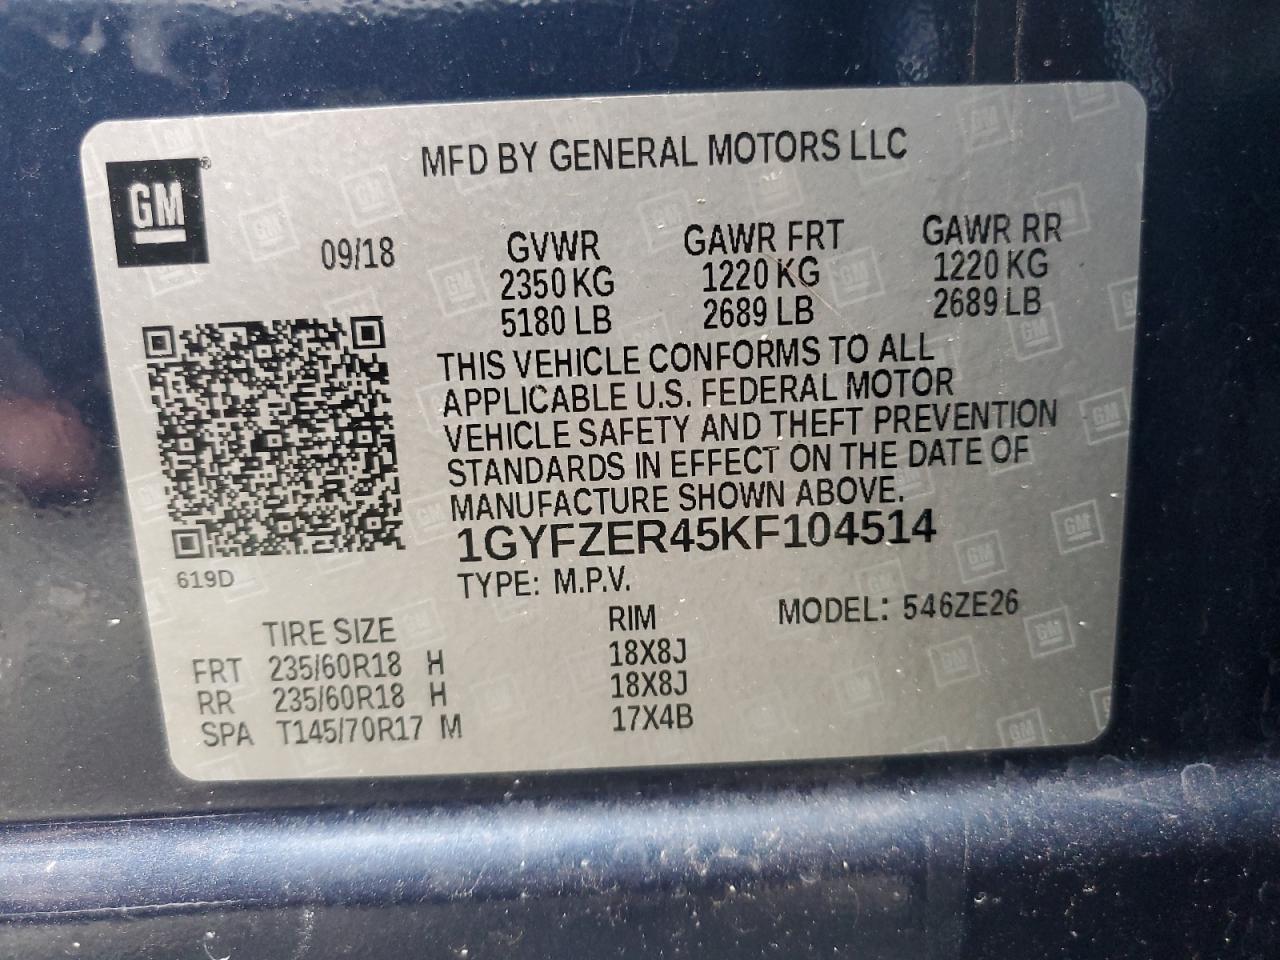 MFD BY GENERAL MOTORS LLC
GM®
09/18
GVWR GAWR FRT GAWR RR
2350 KG 1220 KG 1220 KG
5180 LB 2689 LB 2689 LB
THIS VEHICLE CONFORMS TO ALL
APPLICABLE U.S. FEDERAL MOTOR
VEHICLE SAFETY AND THEFT PREVENTION
STANDARDS IN EFFECT ON THE DATE OF
MANUFACTURE SHOWN ABOVE.
1GYFZER45KF104514
619D
TYPE: M.P.V. MODEL: 546ZE26
TIRE SIZE RIM
FRT 235/60R18 H 18X8J
RR 235/60R18 H 18X8J
SPA T145/70R17 M 17X4B